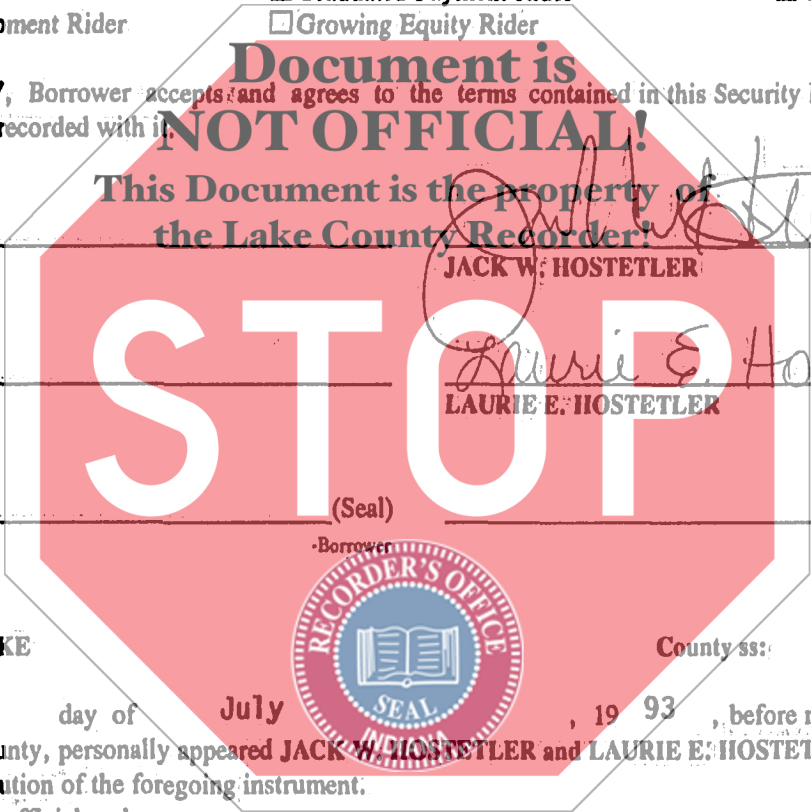 ment Rider ☐ Growing Equity Rider
Document is
, Borrower accepts and agrees to the terms contained in this Security
recorded with it.
NOT OFFICIAL!
This Document is the property of
the Lake County Recorder!
JACK W. HOSTETLER
STOP
Laurie E. Ho
LAURIE E. HOSTETLER
(Seal)
-Borrower
RECORDER'S OFFICE
SEAL
INDIANA
KE County ss:
day of July , 19 93 , before
unty, personally appeared JACK W. HOSTETLER and LAURIE E. HOSTET
ution of the foregoing instrument.